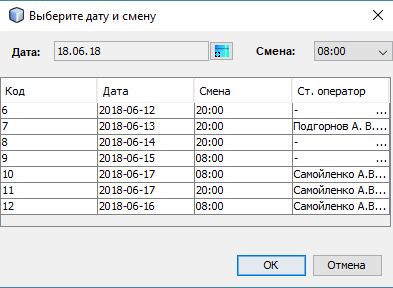 Выберите дату и смену
Дата: 18.06.18 Смена: 08:00
Код Дата Смена Ст. оператор
6 2018-06-12 20:00 - ...
7 2018-06-13 20:00 Подгорнов А. В....
8 2018-06-14 20:00 - ...
9 2018-06-15 08:00 - ...
10 2018-06-17 08:00 Самойленко А.В...
11 2018-06-17 20:00 Самойленко А.В...
12 2018-06-16 08:00 Самойленко А.В...
OK Отмена